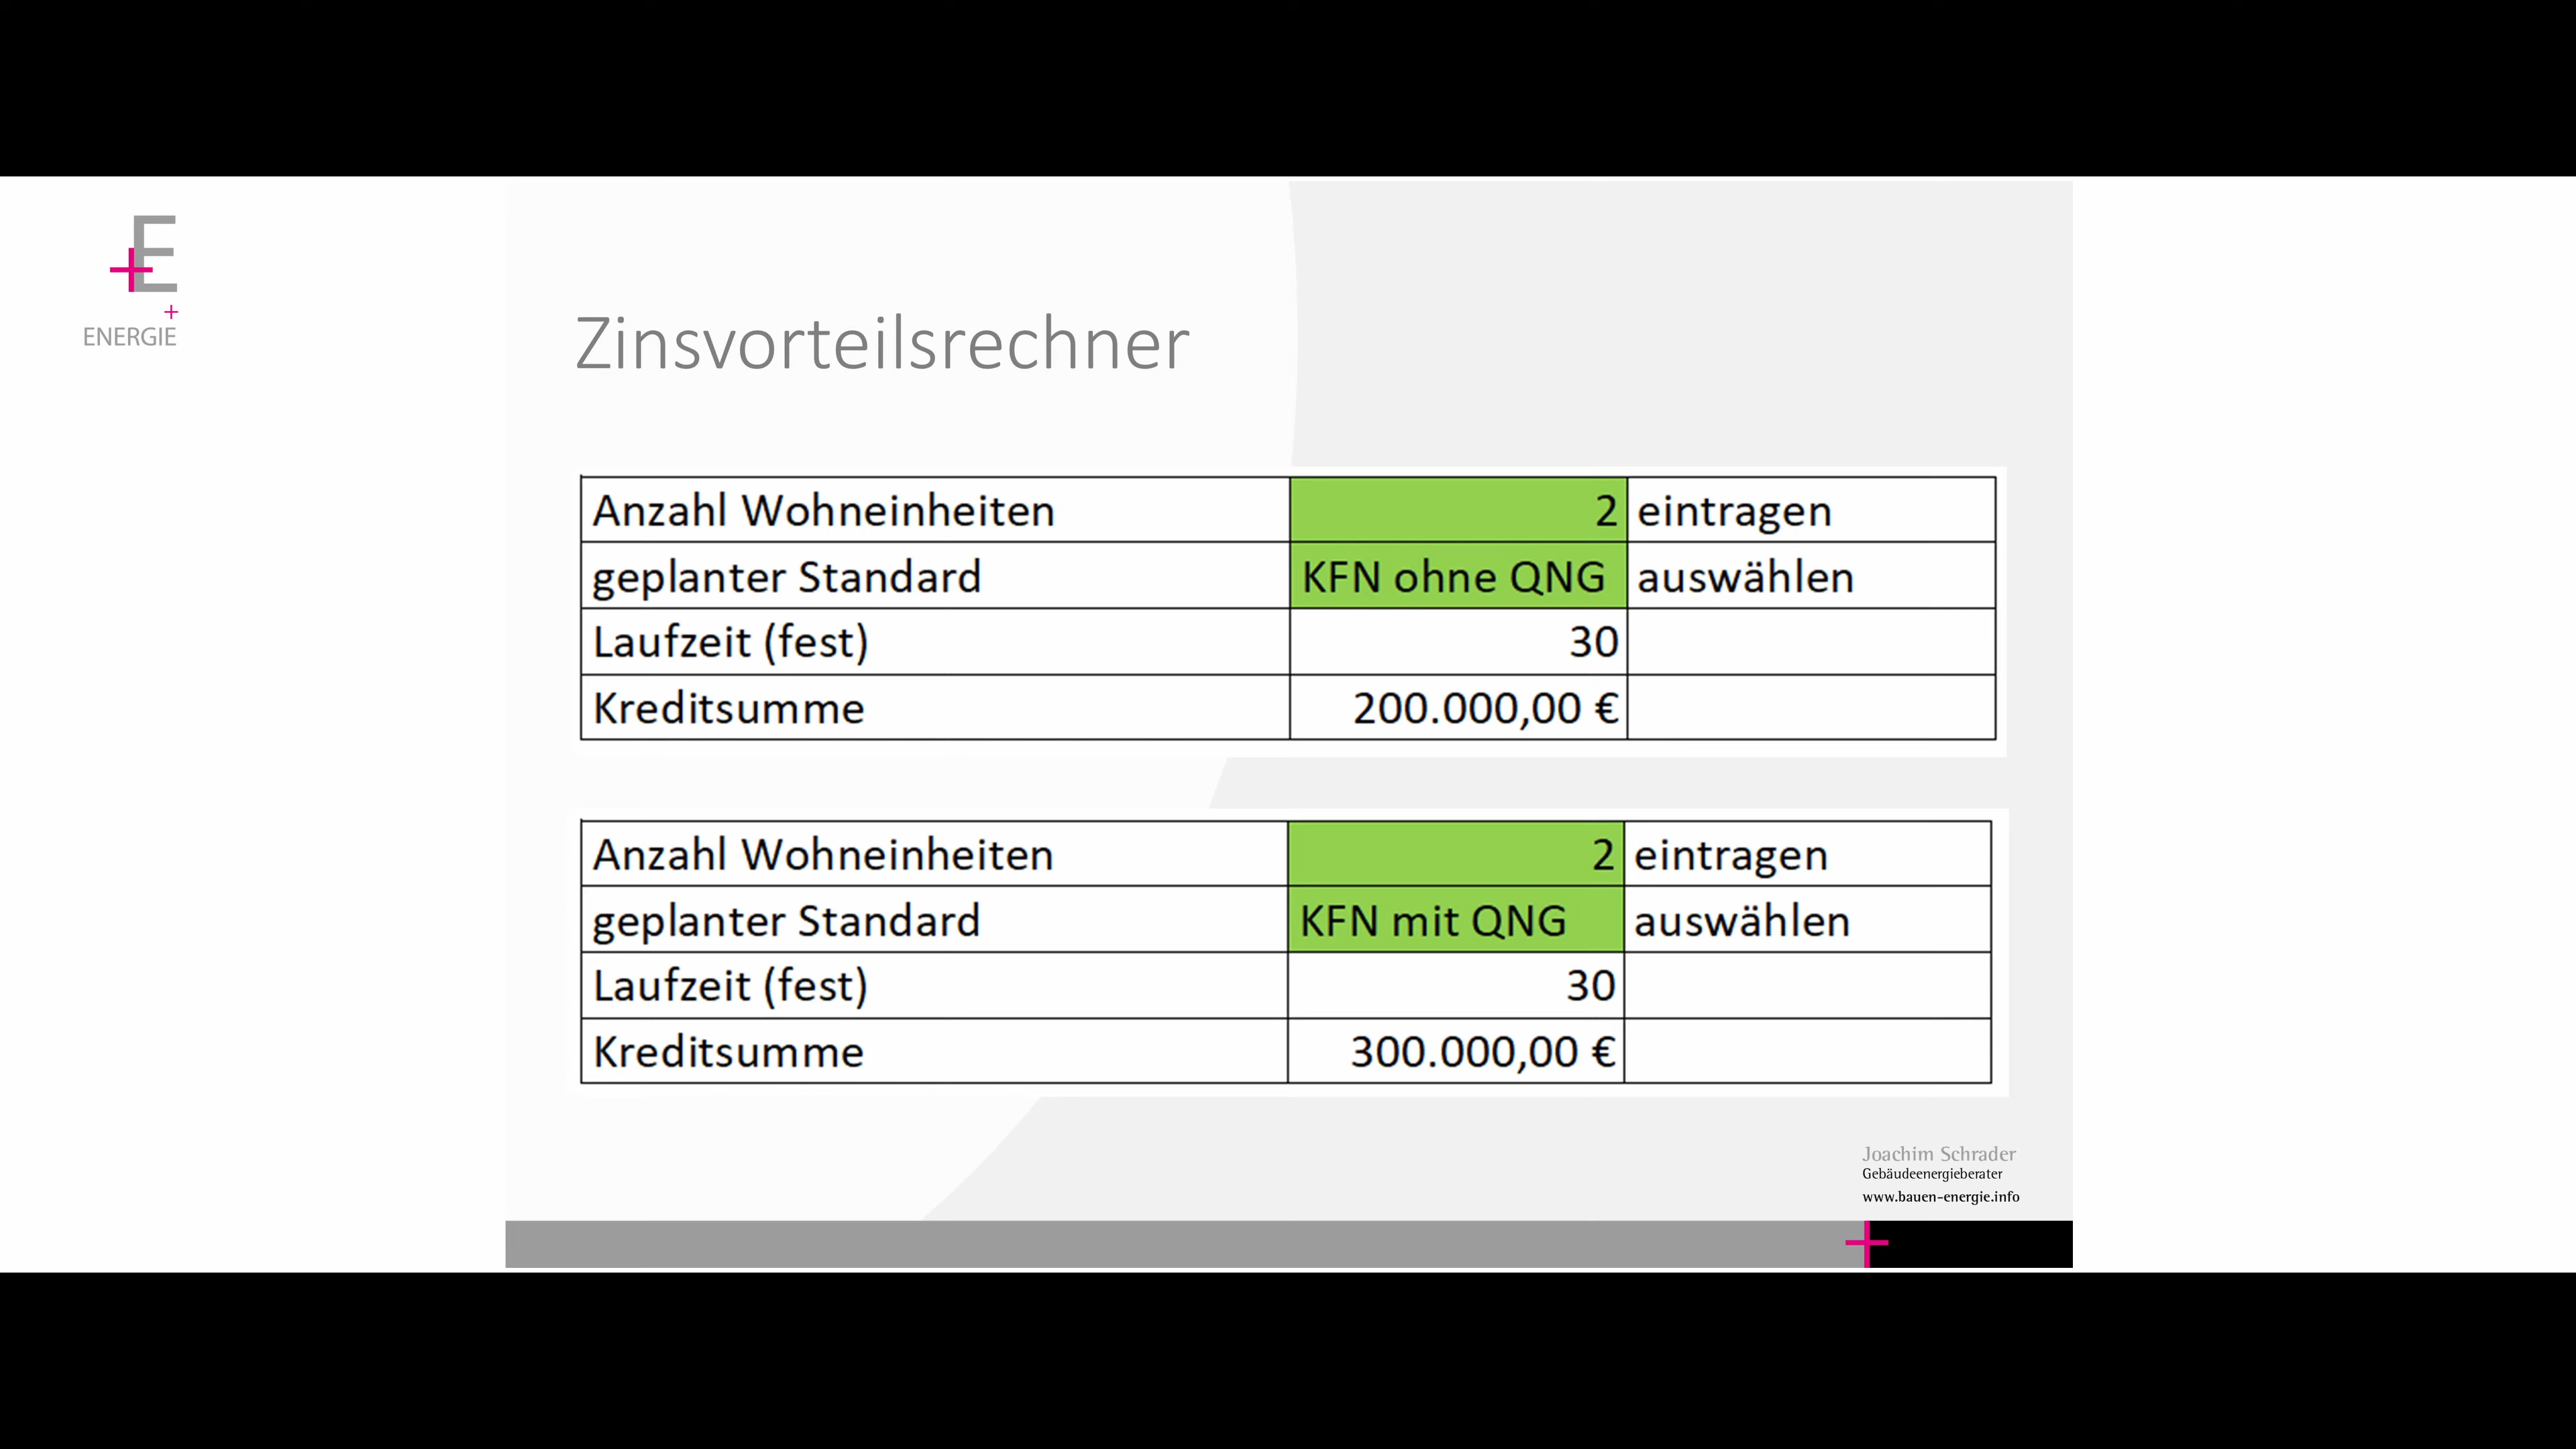 E
ENERGIE
Zinsvorteilsrechner
Anzahl Wohneinheiten 2 eintragen
geplanter Standard KFN ohne QNG auswählen
Laufzeit (fest) 30
Kreditsumme 200.000,00 €
Anzahl Wohneinheiten 2 eintragen
geplanter Standard KFN mit QNG auswählen
Laufzeit (fest) 30
Kreditsumme 300.000,00 €
Joachim Schrader
Gebäudeenergieberater
www.bauen-energie.info